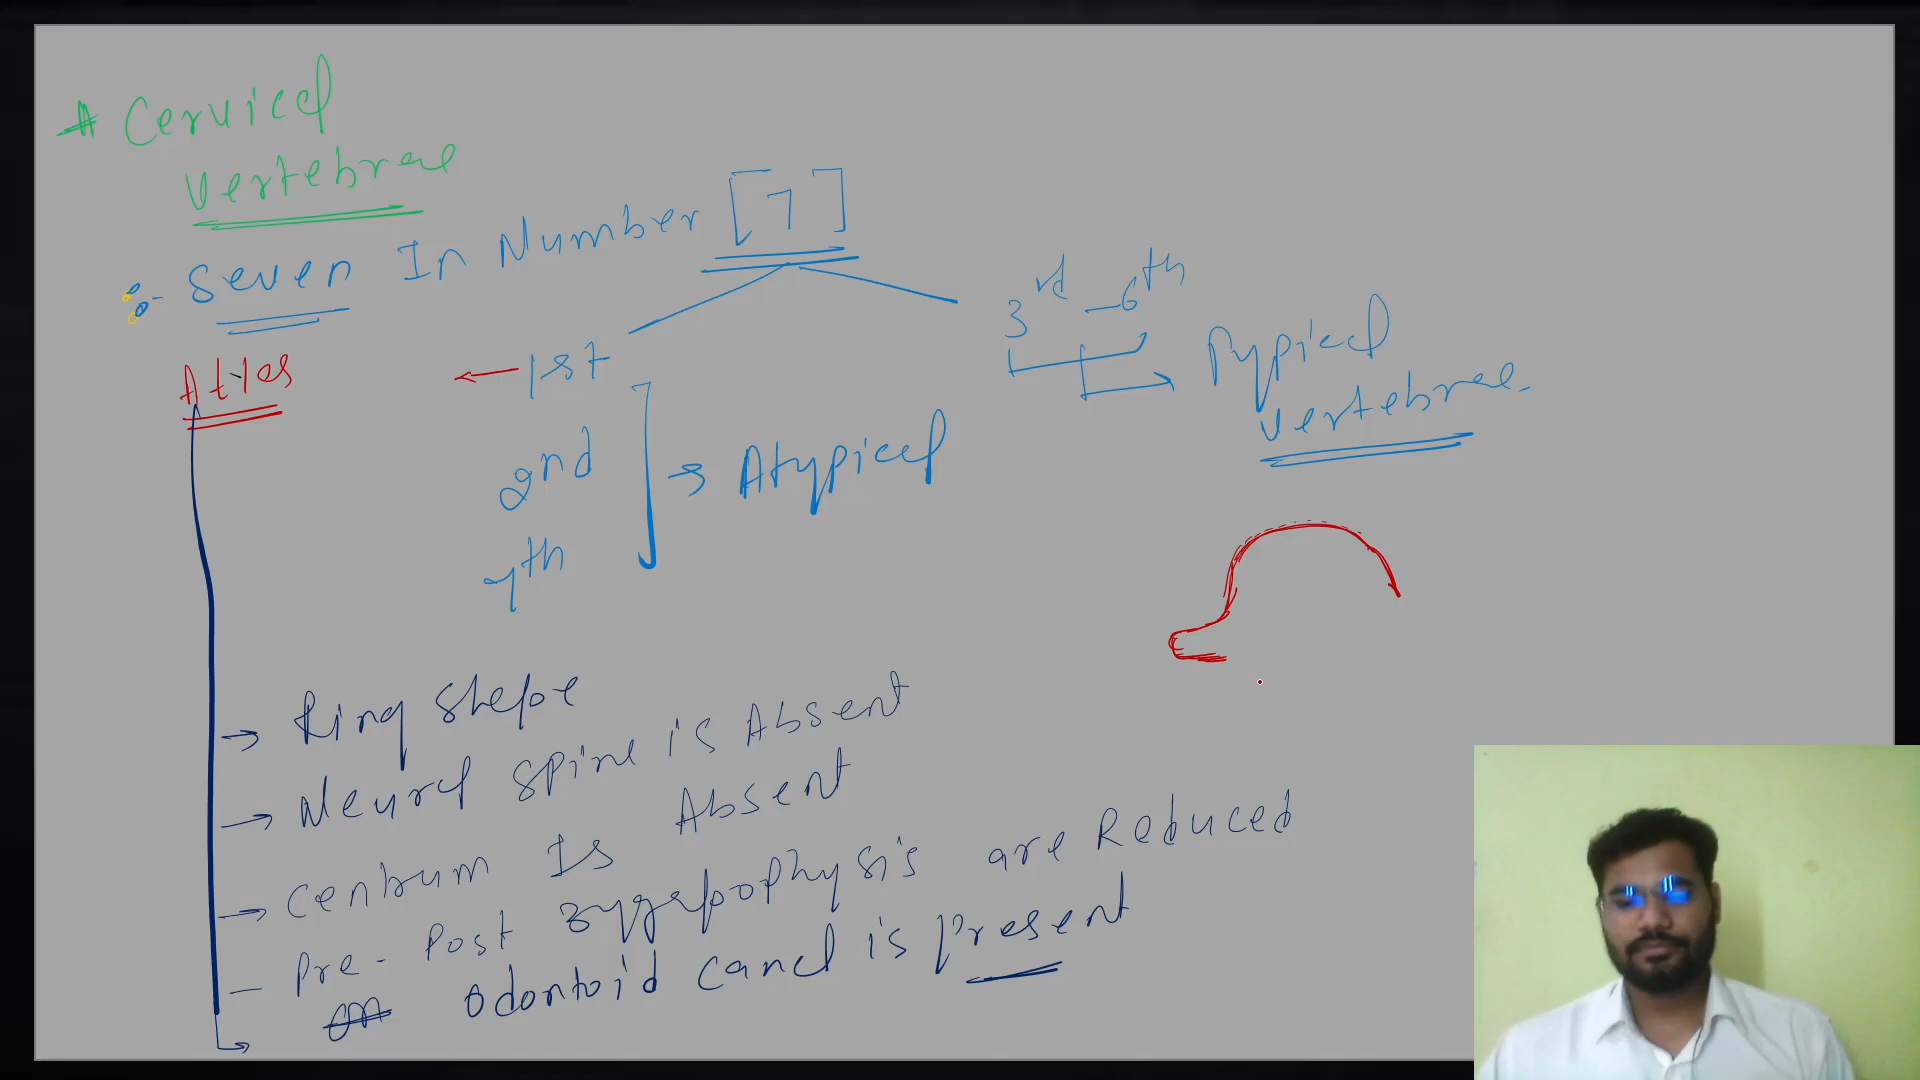 # Cervical
Vertebrae
Seven In Number [7]
3rd - 6th
Typical
Vertebrae
Atlas
1st
2nd
7th
Atypical
Ring Shape
Neural spine is Absent
Centrum Is Absent
Pre- Post Zygapophysis are Reduced
Odontoid canal is Present